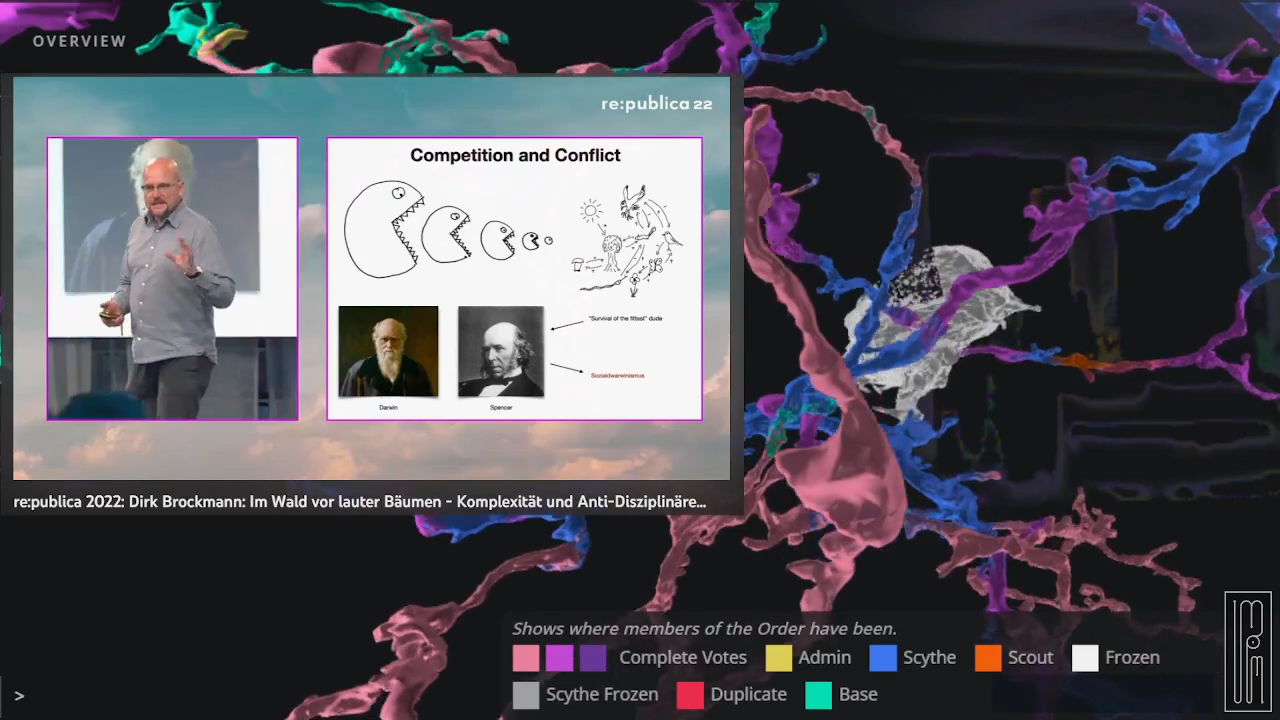 OVERVIEW
re:publica 22
Competition and Conflict
"Survival of the fittest" dude
Sozialdwarwinismus
Darwin
Spencer
re:publica 2022: Dirk Brockmann: Im Wald vor lauter Bäumen – Komplexität und Anti-Disziplinäre...
Shows where members of the Order have been.
Complete Votes
Admin
Scythe
Scout
Frozen
Scythe Frozen
Duplicate
Base
>